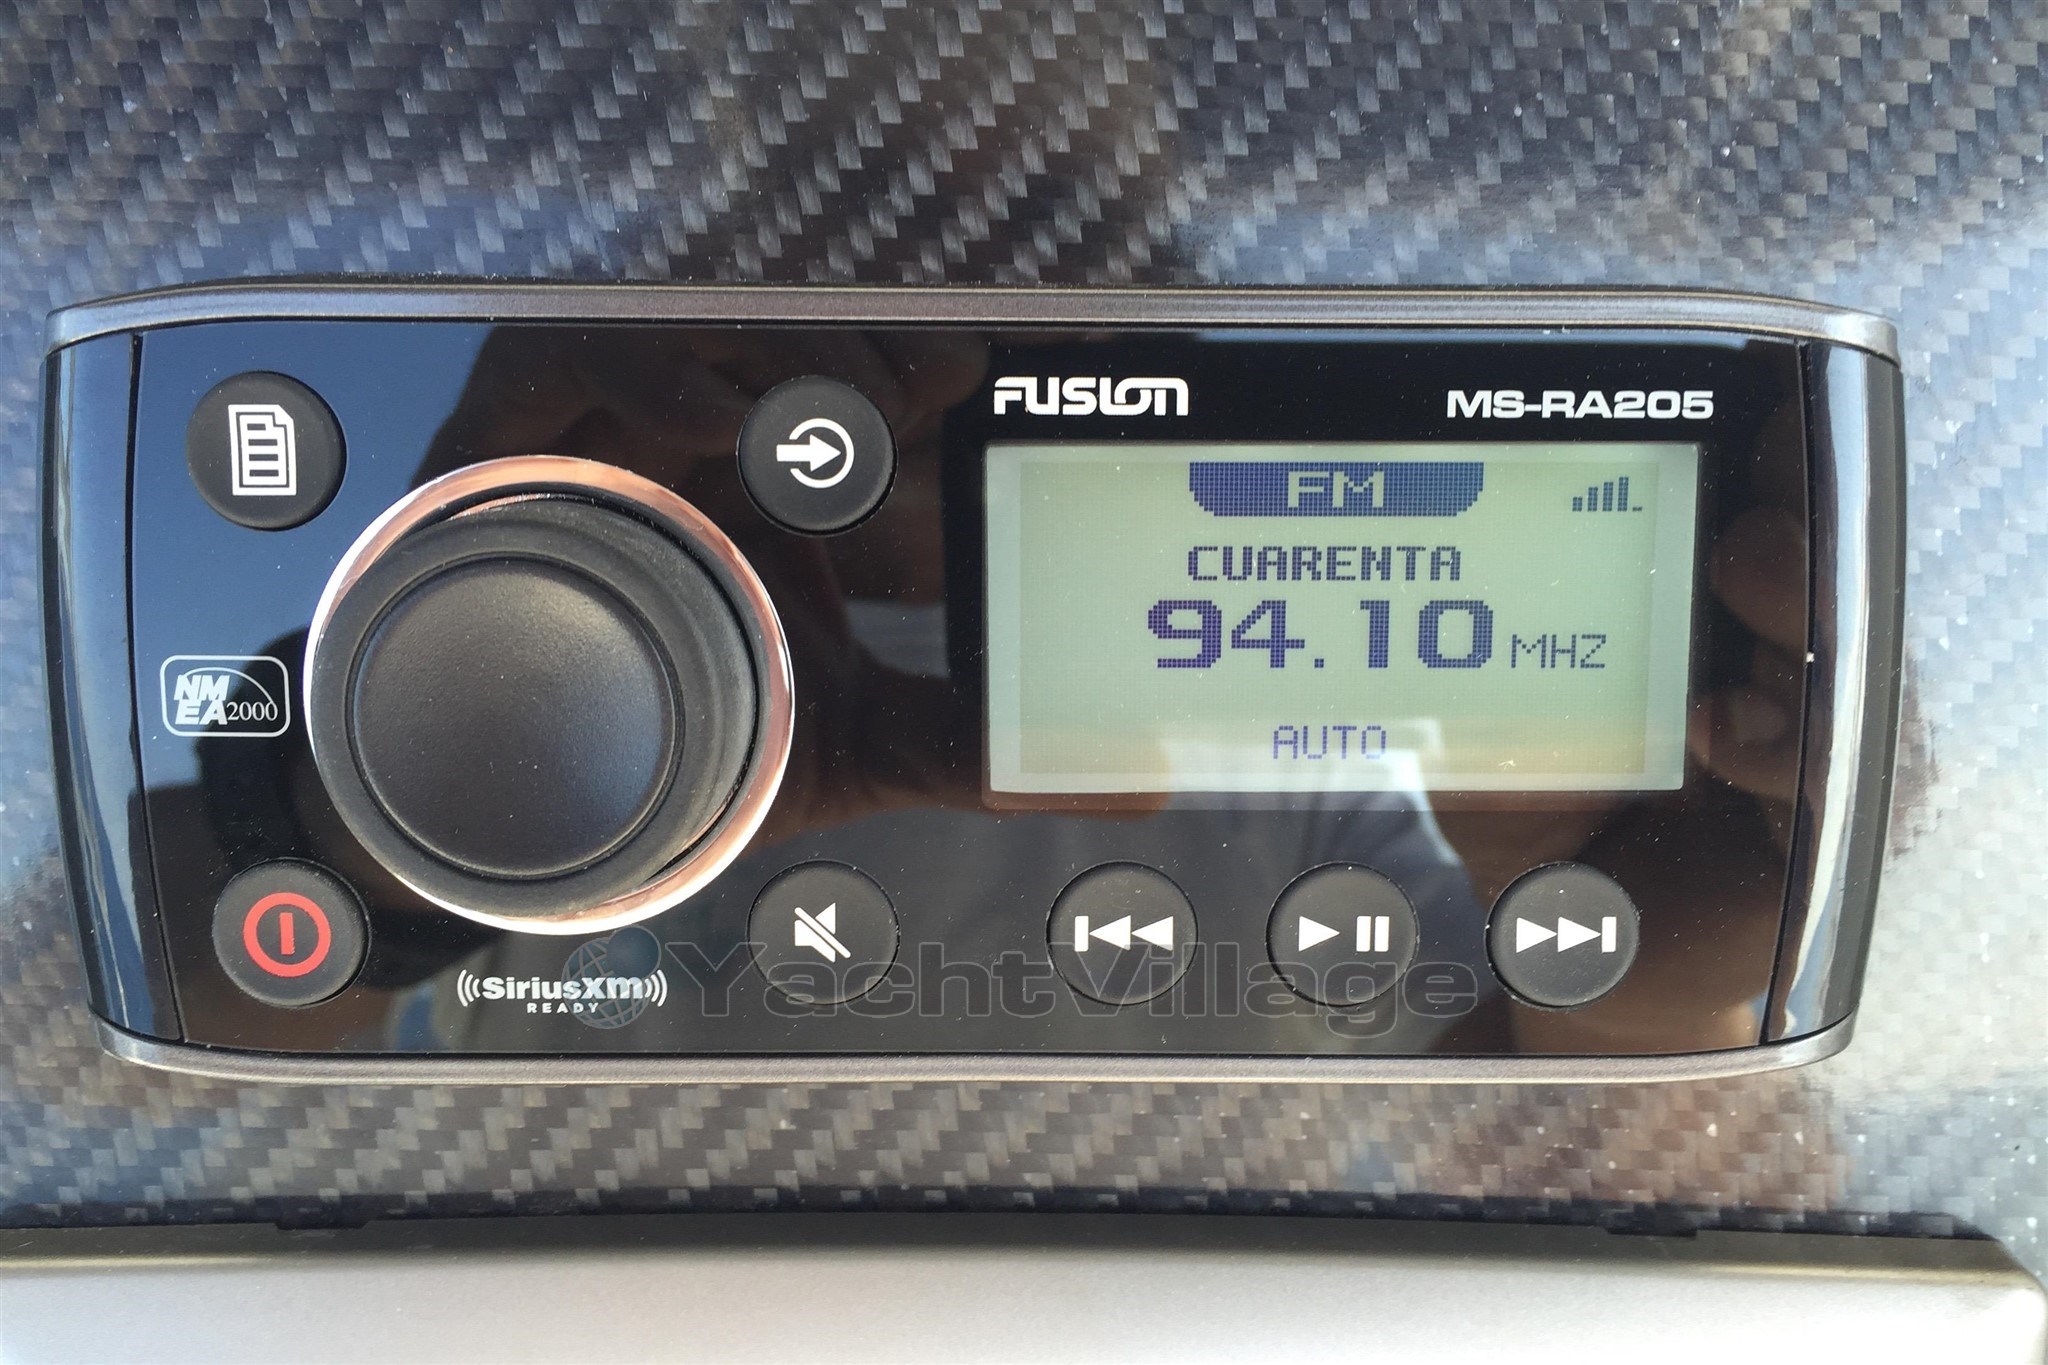 FUSION
MS-RA205
FM
CUARENTA
94.10 MHZ
AUTO
NMEA 2000
SiriusXM
READY
YachtVillage